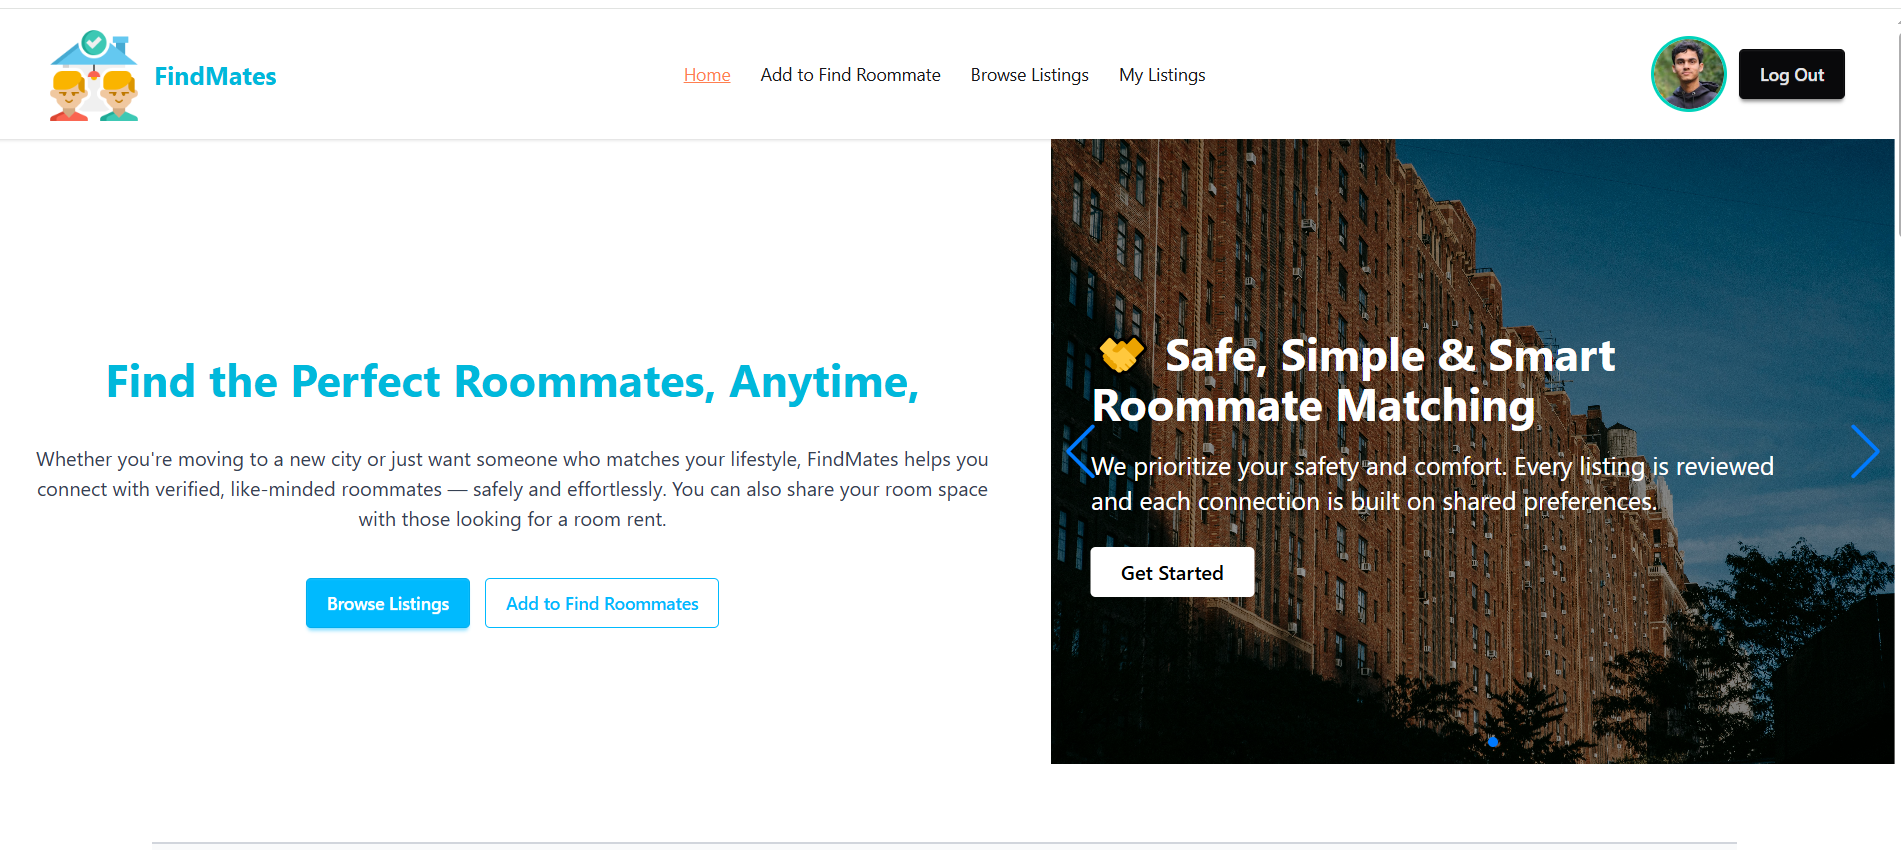 FindMates
Home
Add to Find Roommate
Browse Listings
My Listings
Log Out
Find the Perfect Roommates, Anytime,
Whether you're moving to a new city or just want someone who matches your lifestyle, FindMates helps you
connect with verified, like-minded roommates — safely and effortlessly. You can also share your room space
with those looking for a room rent.
Browse Listings
Add to Find Roommates
🤝 Safe, Simple & Smart
Roommate Matching
We prioritize your safety and comfort. Every listing is reviewed
and each connection is built on shared preferences.
Get Started